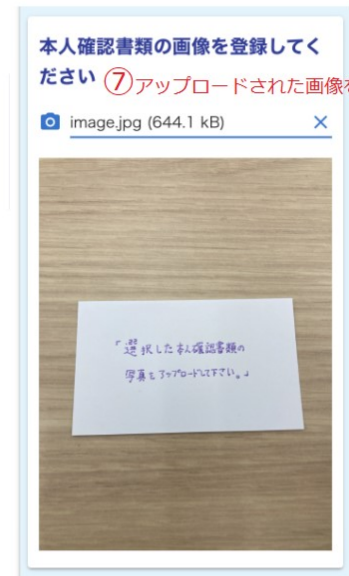 本人確認書類の画像を登録してく
ださい
⑦アップロードされた画像を
image.jpg (644.1 kB)
「選択した本人確認書類の
写真をアップロードして下さい。」